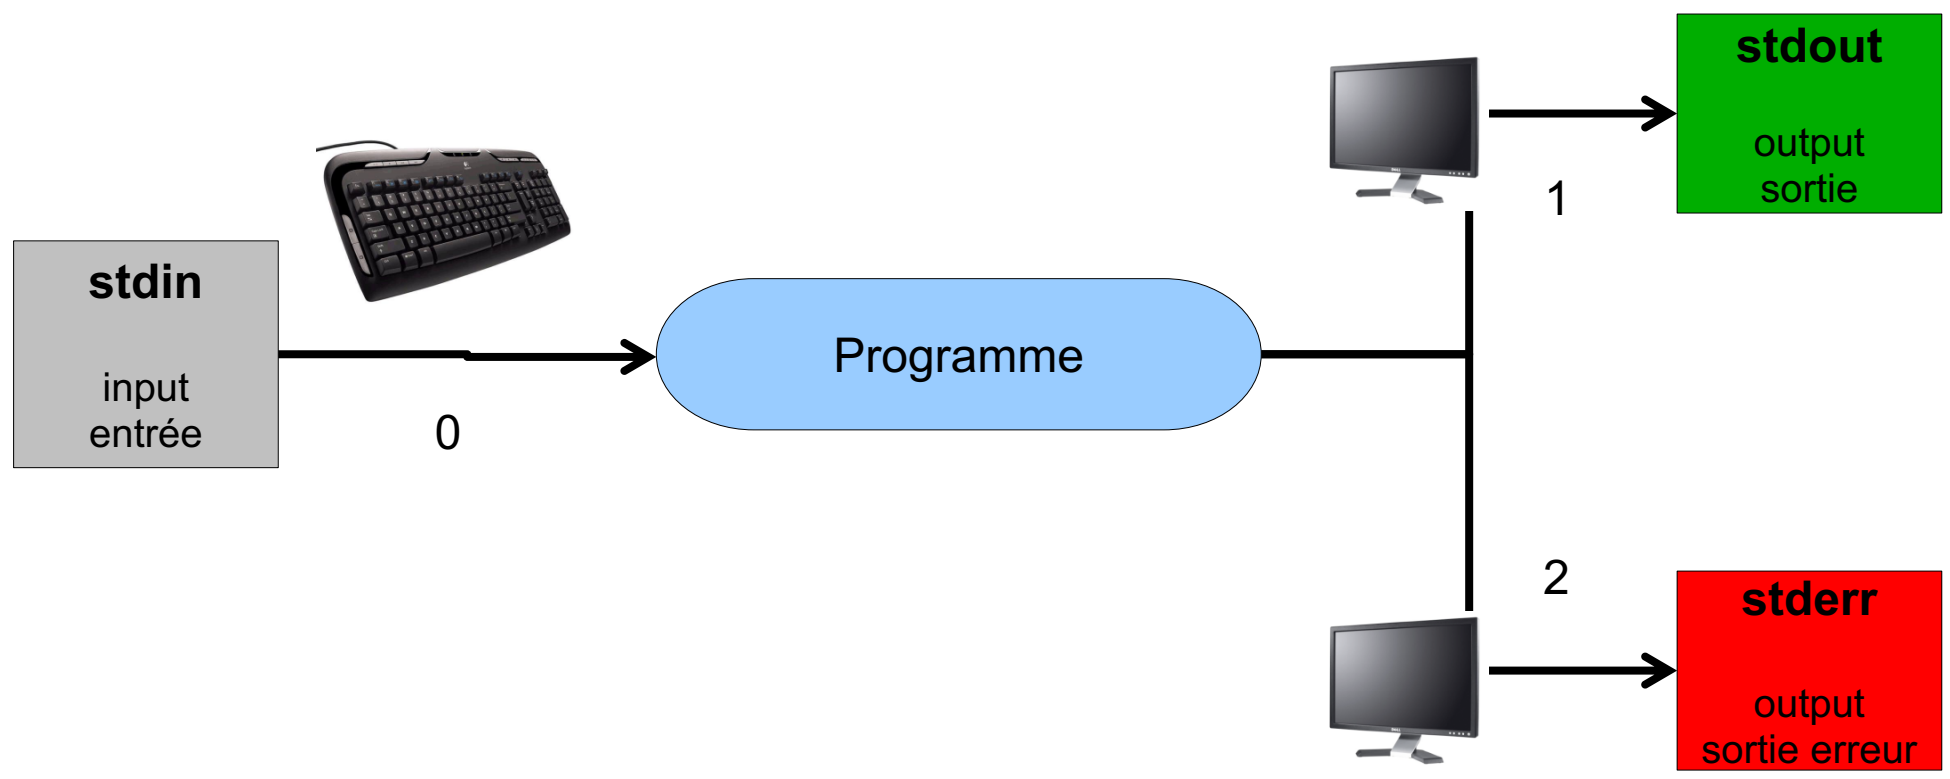 stdin
input
entrée
0
Programme
1
stdout
output
sortie
2
stderr
output
sortie erreur